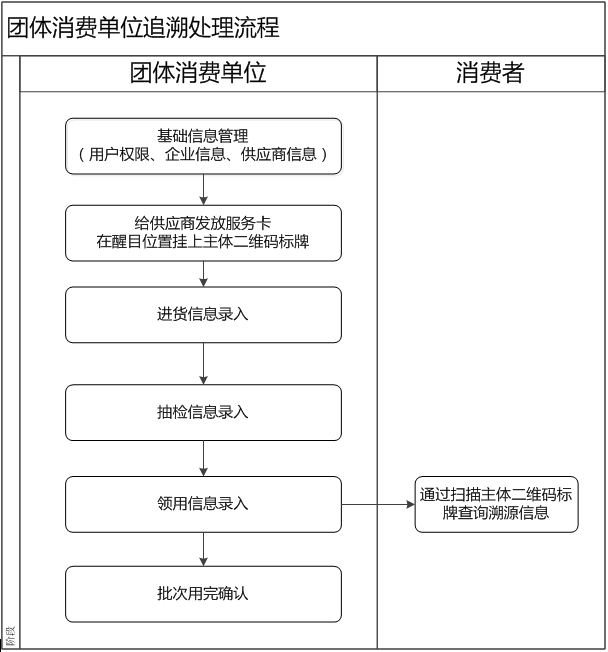 团体消费单位追溯处理流程
团体消费单位
消费者
基础信息管理
（用户权限、企业信息、供应商信息）
给供应商发放服务卡
在醒目位置挂上主体二维码标牌
进货信息录入
抽检信息录入
领用信息录入
通过扫描主体二维码标
牌查询溯源信息
批次用完确认
阶段